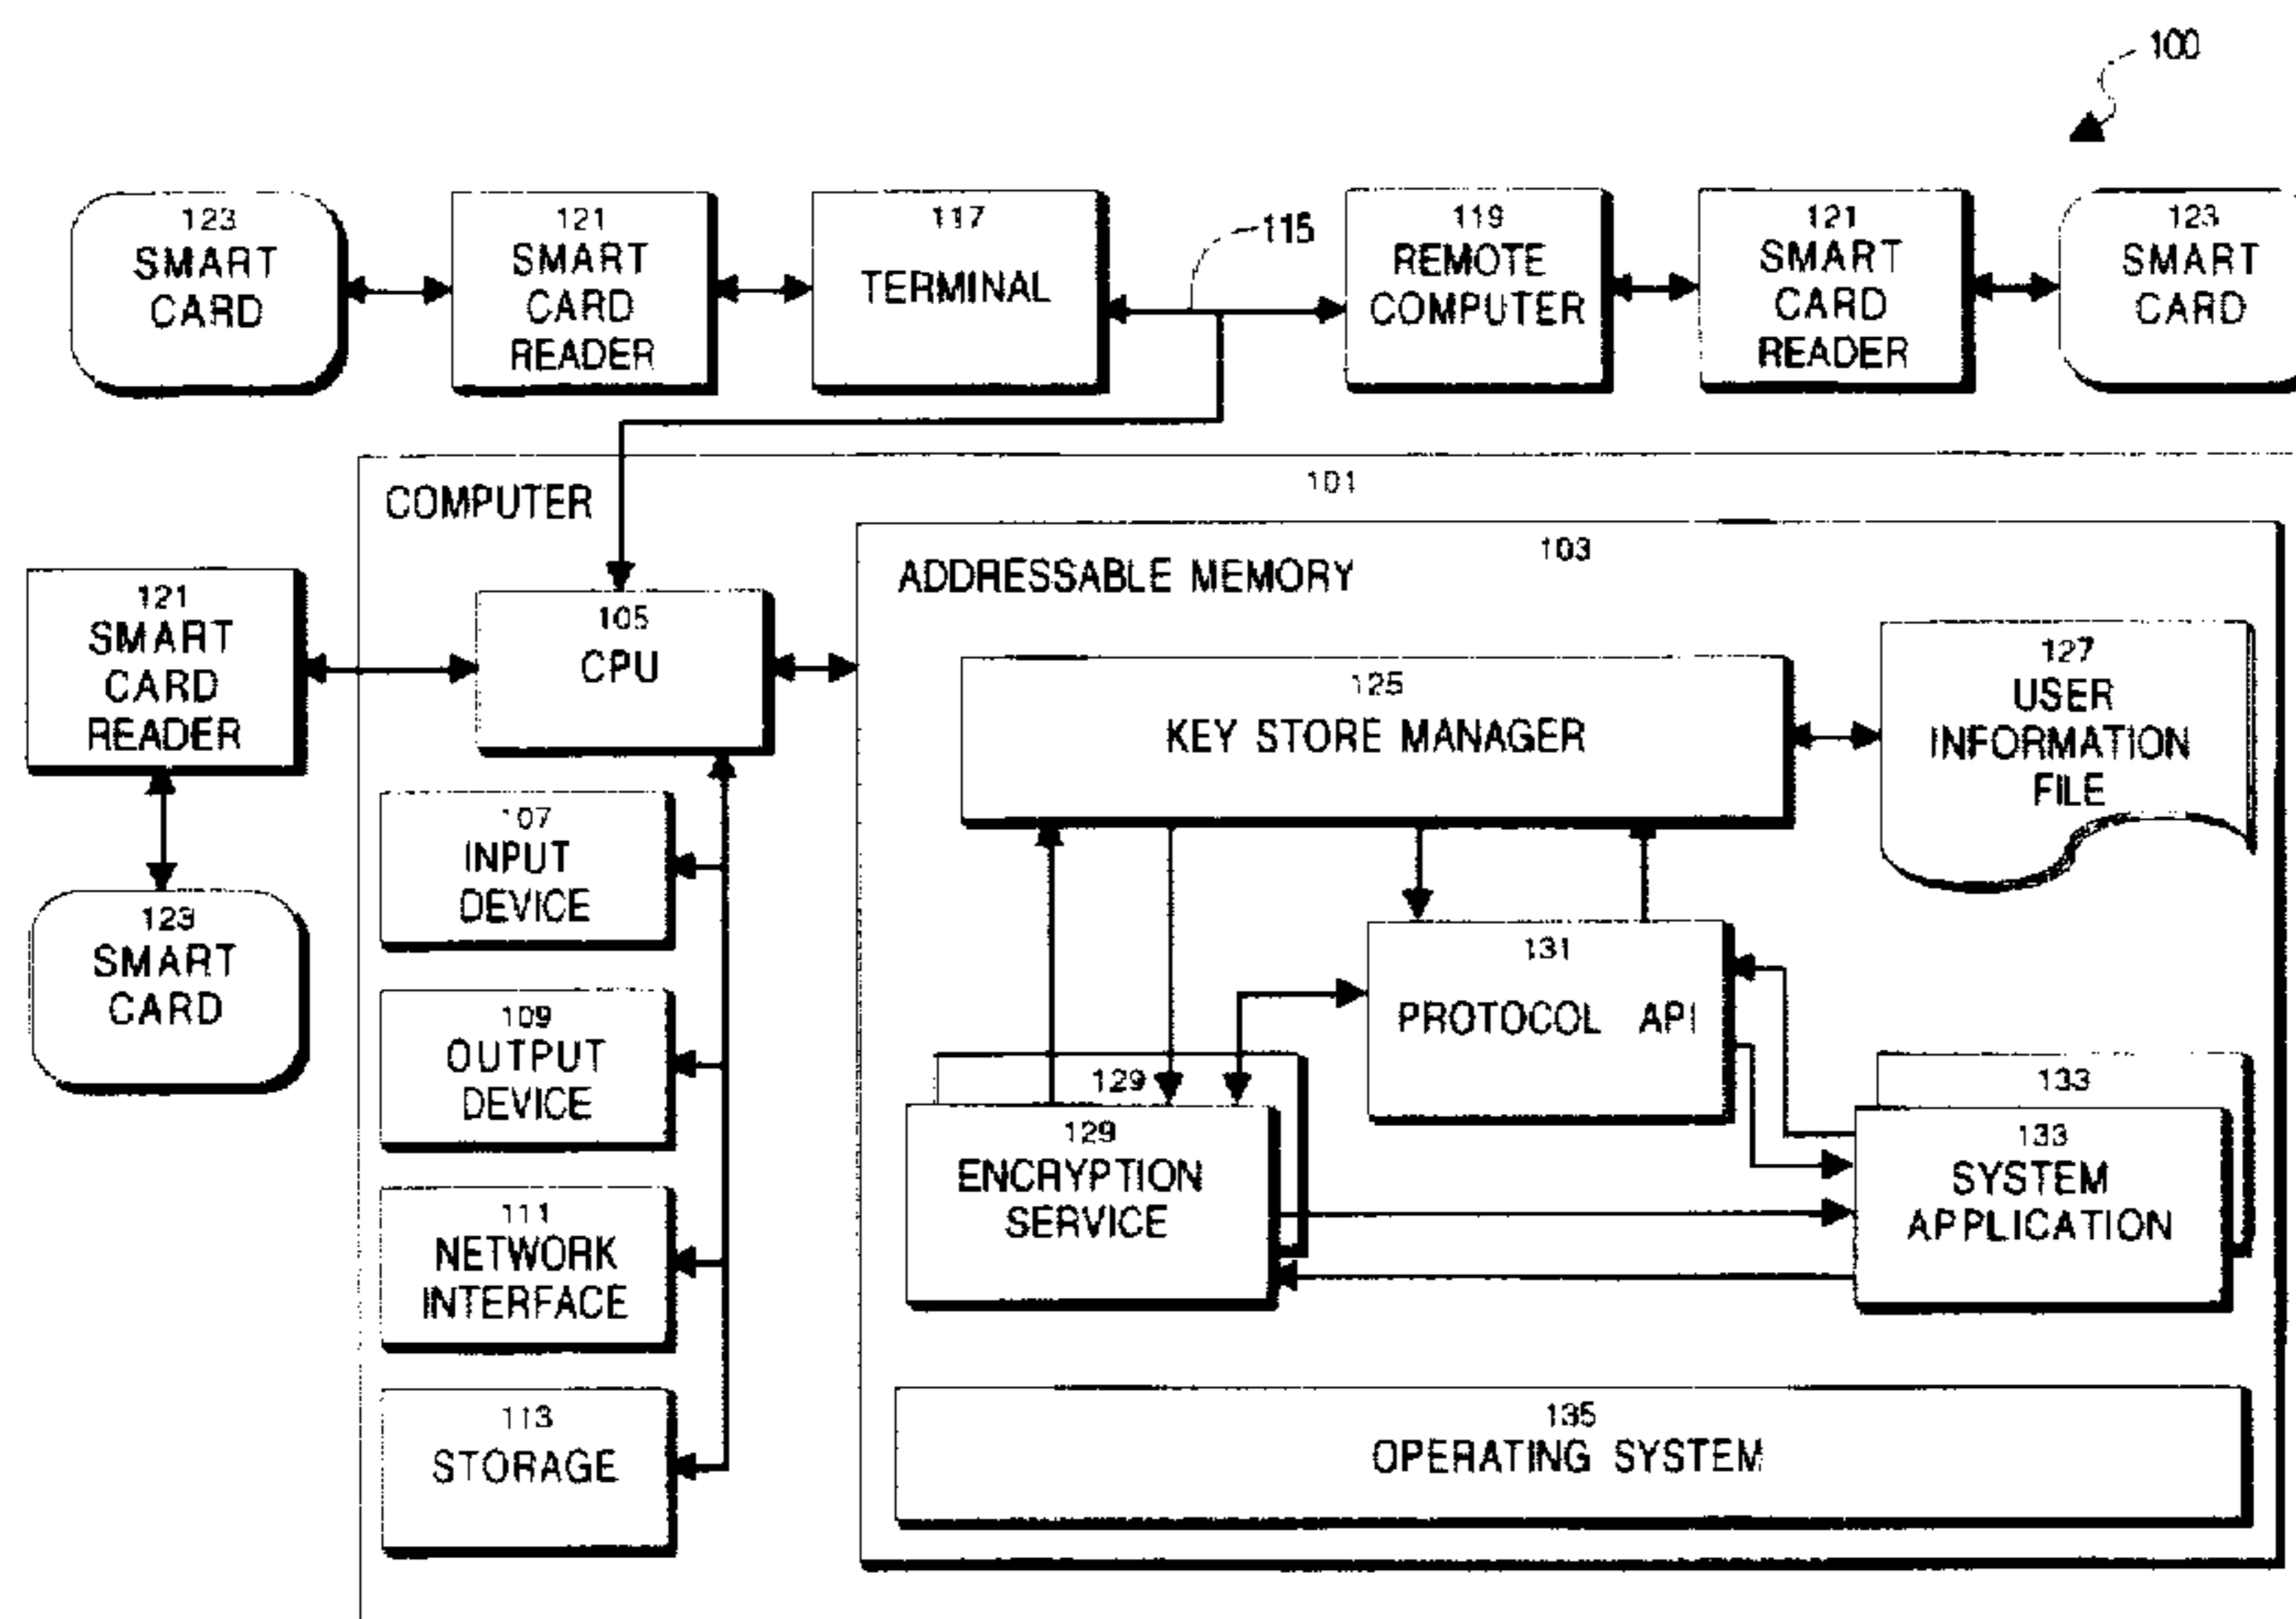 100
123
SMART
CARD
121
SMART
CARD
READER
117
TERMINAL
115
119
REMOTE
COMPUTER
121
SMART
CARD
READER
123
SMART
CARD
COMPUTER
101
103
ADDRESSABLE MEMORY
121
SMART
CARD
READER
105
CPU
125
KEY STORE MANAGER
127
USER
INFORMATION
FILE
107
INPUT
DEVICE
123
SMART
CARD
109
OUTPUT
DEVICE
131
PROTOCOL API
129
129
ENCRYPTION
SERVICE
133
133
SYSTEM
APPLICATION
111
NETWORK
INTERFACE
113
STORAGE
135
OPERATING SYSTEM